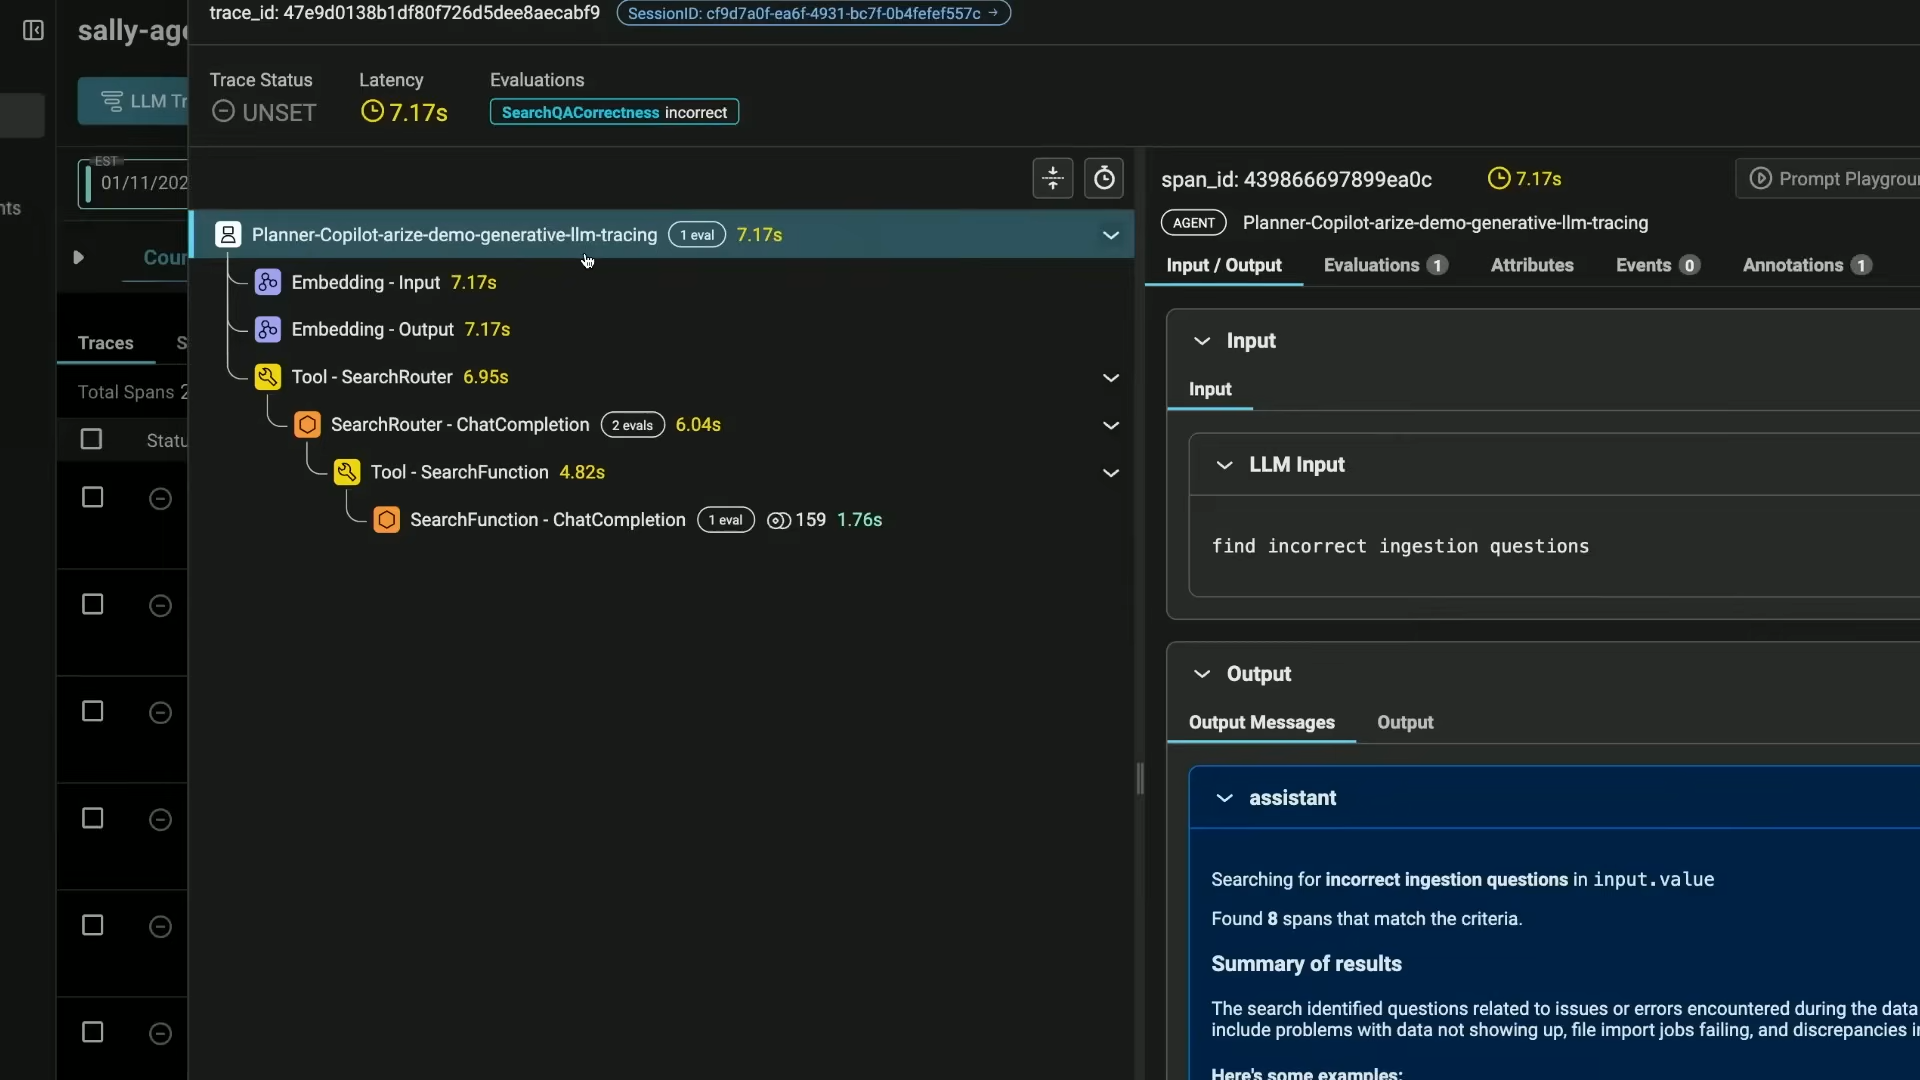 trace_id: 47e9d0138b1df80f726d5dee8aecabf9 SessionID: cf9d7a0f-ea6f-4931-bc7f-0b4fefef557c →
sally-age
LLM Tr
Trace Status Latency Evaluations
UNSET 7.17s SearchQACorrectness incorrect
EST
01/11/202
nts
Cour
Traces S
Total Spans 2
Statu
Planner-Copilot-arize-demo-generative-llm-tracing 1 eval 7.17s
Embedding - Input 7.17s
Embedding - Output 7.17s
Tool - SearchRouter 6.95s
SearchRouter - ChatCompletion 2 evals 6.04s
Tool - SearchFunction 4.82s
SearchFunction - ChatCompletion 1 eval 159 1.76s
span_id: 439866697899ea0c 7.17s Prompt Playgrou
AGENT Planner-Copilot-arize-demo-generative-llm-tracing
Input / Output Evaluations 1 Attributes Events 0 Annotations 1
Input
Input
LLM Input
find incorrect ingestion questions
Output
Output Messages Output
assistant
Searching for incorrect ingestion questions in input.value
Found 8 spans that match the criteria.
Summary of results
The search identified questions related to issues or errors encountered during the data
include problems with data not showing up, file import jobs failing, and discrepancies i
Here's some examples: